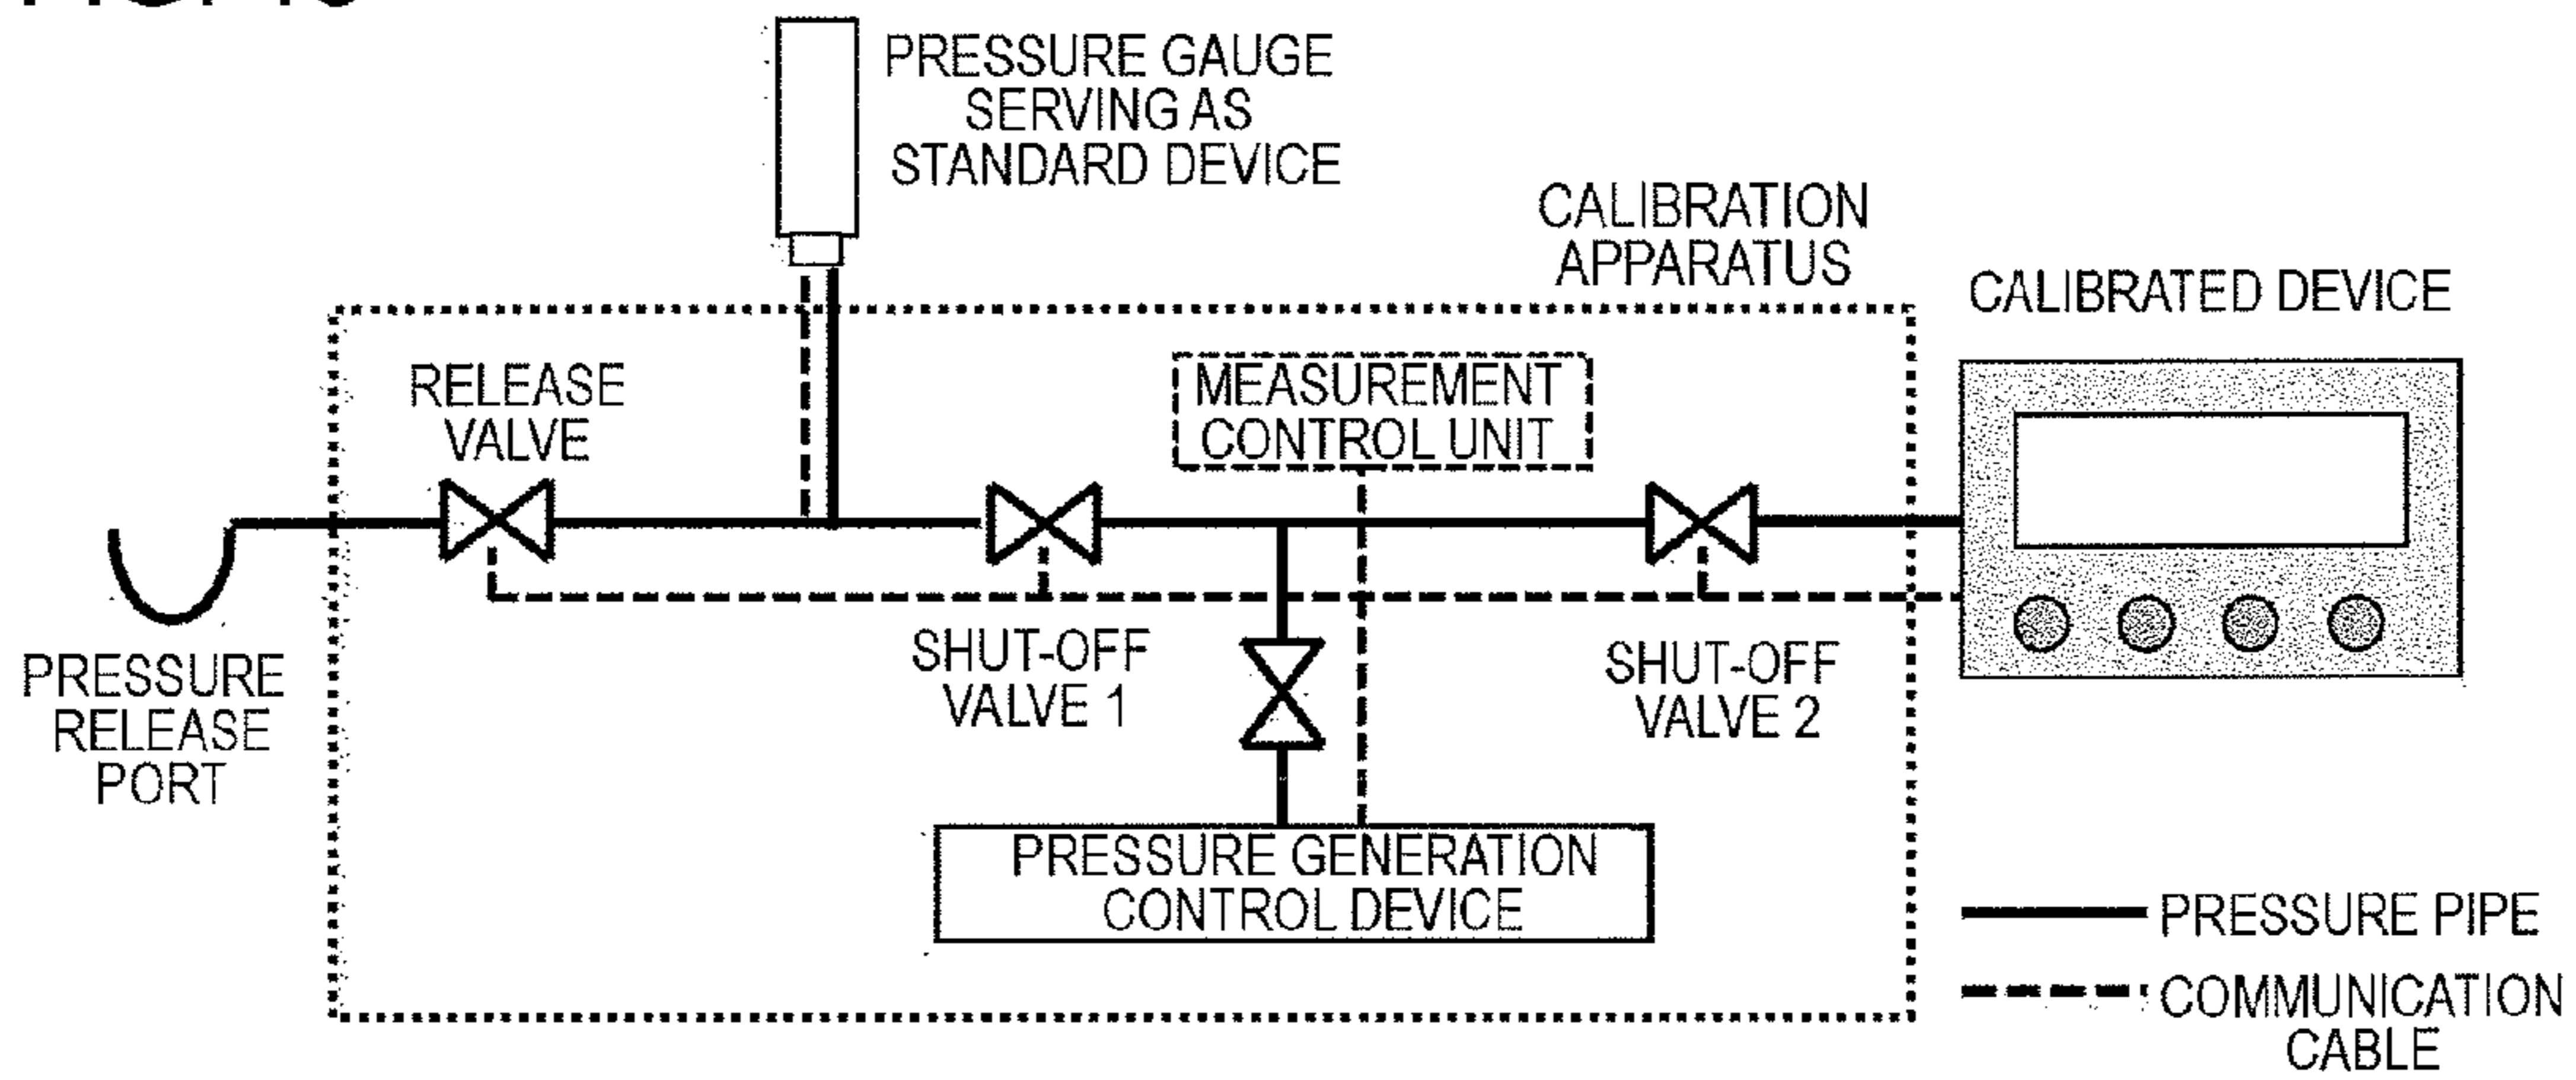 PRESSURE GAUGE
SERVING AS
STANDARD DEVICE
CALIBRATION
APPARATUS
CALIBRATED DEVICE
RELEASE
VALVE
MEASUREMENT
CONTROL UNIT
SHUT-OFF
VALVE 1
SHUT-OFF
VALVE 2
PRESSURE
RELEASE
PORT
PRESSURE GENERATION
CONTROL DEVICE
PRESSURE PIPE
COMMUNICATION
CABLE